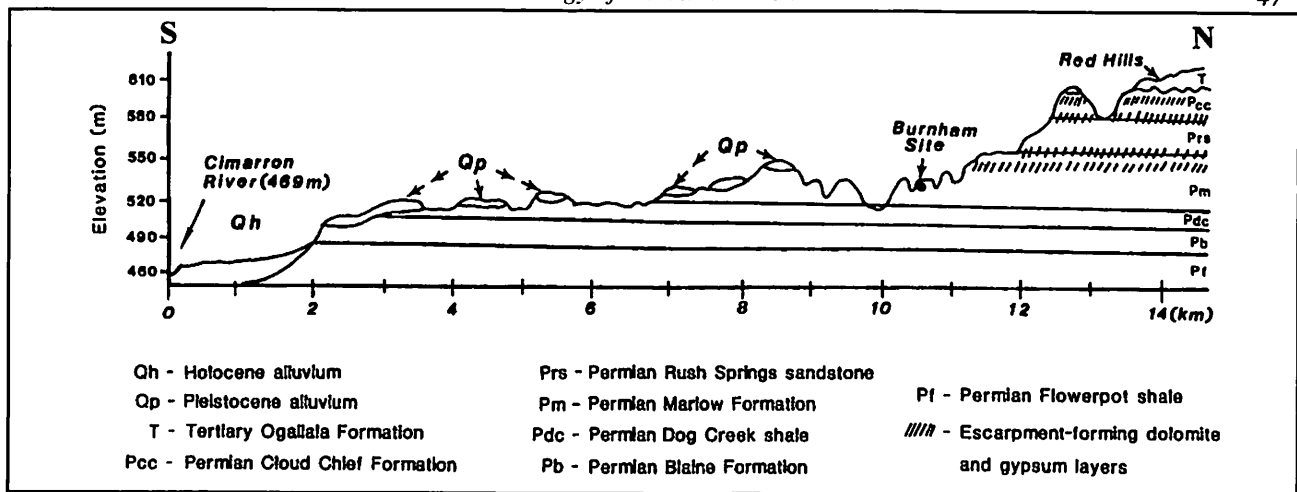 47
S
N
Red Hills
T
Pcc
Prs
Pm
Pdc
Pb
Pf
Burnham
Site
Qp
Qp
Cimarron
River (469m)
Qh
Elevation (m)
610
580
550
520
490
460
0
2
4
6
8
10
12
14 (km)
Qh - Holocene alluvium
Qp - Pleistocene alluvium
T - Tertiary Ogallala Formation
Pcc - Permian Cloud Chief Formation
Prs - Permian Rush Springs sandstone
Pm - Permian Marlow Formation
Pdc - Permian Dog Creek shale
Pb - Permian Blaine Formation
Pf - Permian Flowerpot shale
- Escarpment-forming dolomite
and gypsum layers